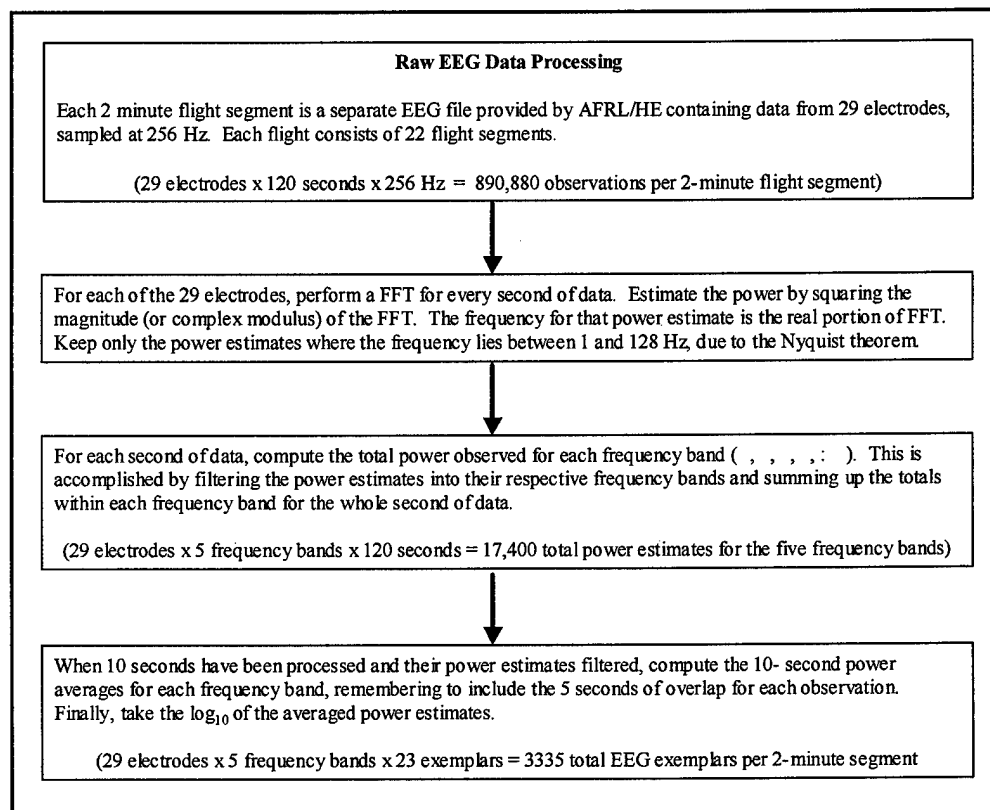 Raw EEG Data Processing
Each 2 minute flight segment is a separate EEG file provided by AFRL/HE containing data from 29 electrodes,
sampled at 256 Hz. Each flight consists of 22 flight segments.
(29 electrodes x 120 seconds x 256 Hz = 890,880 observations per 2-minute flight segment)
For each of the 29 electrodes, perform a FFT for every second of data. Estimate the power by squaring the
magnitude (or complex modulus) of the FFT. The frequency for that power estimate is the real portion of FFT.
Keep only the power estimates where the frequency lies between 1 and 128 Hz, due to the Nyquist theorem.
For each second of data, compute the total power observed for each frequency band ( , , , ,: ). This is
accomplished by filtering the power estimates into their respective frequency bands and summing up the totals
within each frequency band for the whole second of data.
(29 electrodes x 5 frequency bands x 120 seconds = 17,400 total power estimates for the five frequency bands)
When 10 seconds have been processed and their power estimates filtered, compute the 10- second power
averages for each frequency band, remembering to include the 5 seconds of overlap for each observation.
Finally, take the log₁₀ of the averaged power estimates.
(29 electrodes x 5 frequency bands x 23 exemplars = 3335 total EEG exemplars per 2-minute segment